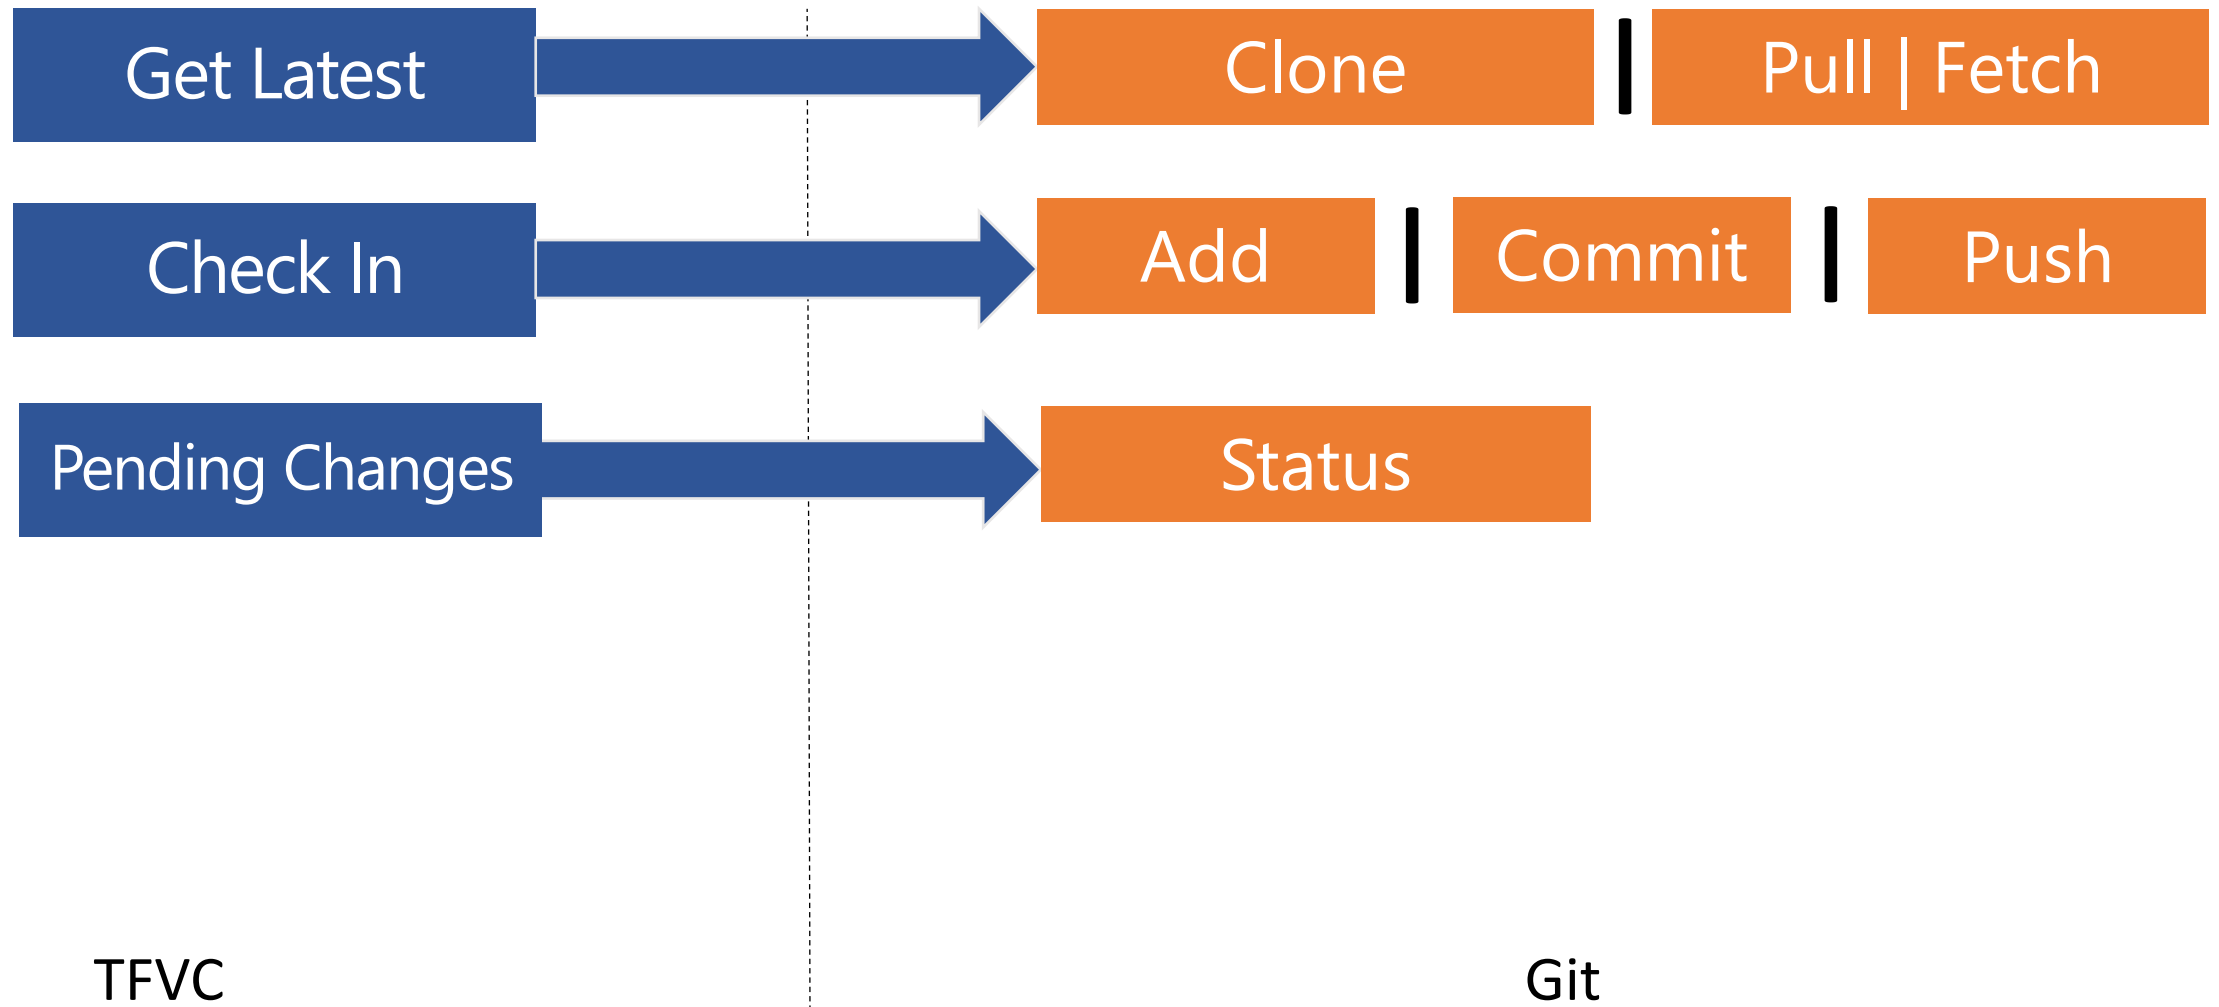 Get Latest
Clone
Pull | Fetch
Check In
Add
Commit
Push
Pending Changes
Status
TFVC
Git